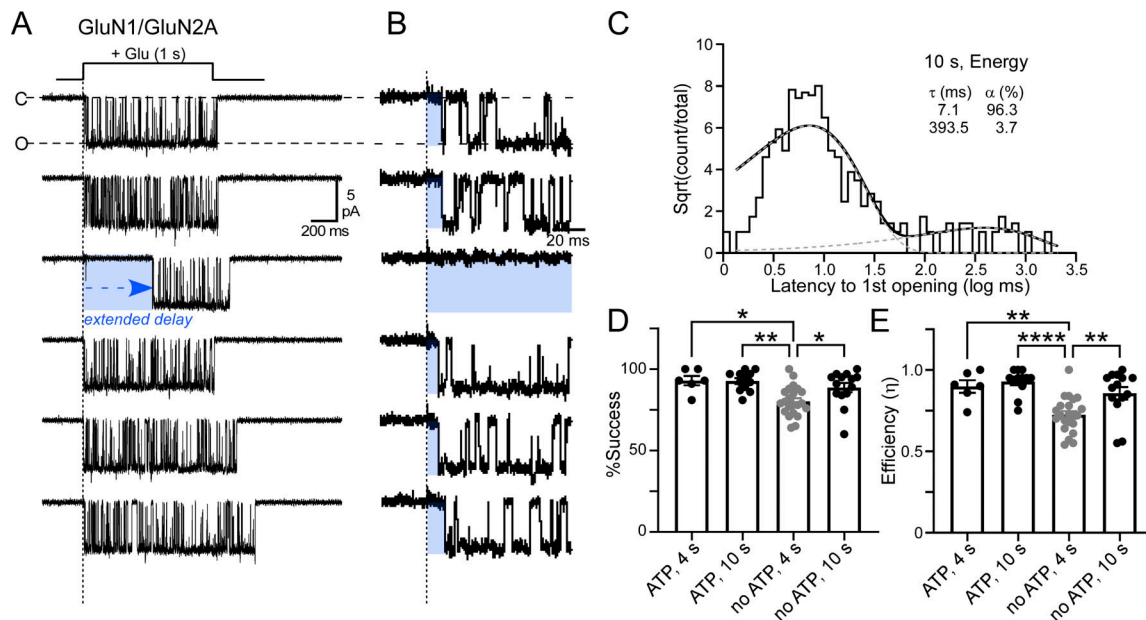 A
GluN1/GluN2A
+ Glu (1 s)
C
O
5
pA
200 ms
extended delay
B
20 ms
C
10
8
6
4
2
0
Sqrt(count/total)
10 s, Energy
τ (ms) α (%)
7.1 96.3
393.5 3.7
0 0.5 1.0 1.5 2.0 2.5 3.0 3.5
Latency to 1st opening (log ms)
D
* ** *
100
50
0
%Success
ATP, 4 s
ATP, 10 s
no ATP, 4 s
no ATP, 10 s
E
** **** **
1.0
0.5
0
Efficiency (η)
ATP, 4 s
ATP, 10 s
no ATP, 4 s
no ATP, 10 s